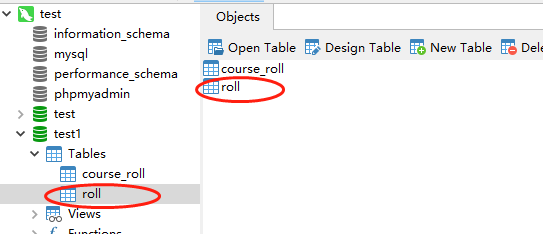 test
information_schema
mysql
performance_schema
phpmyadmin
test
test1
Tables
course_roll
roll
Views
Functions
Objects
Open Table Design Table New Table Dele
course_roll
roll